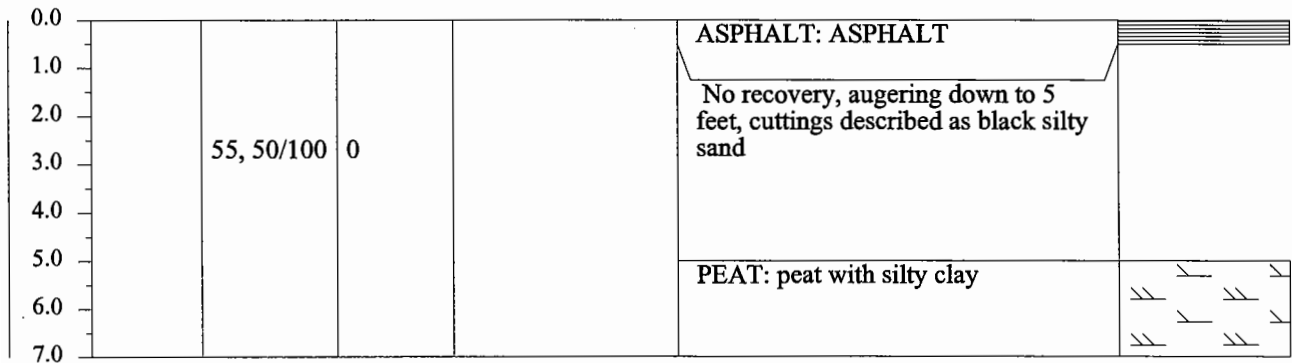 0.0
ASPHALT: ASPHALT
1.0
No recovery, augering down to 5
feet, cuttings described as black silty
sand
2.0
55, 50/100 0
3.0
4.0
5.0
PEAT: peat with silty clay
6.0
7.0